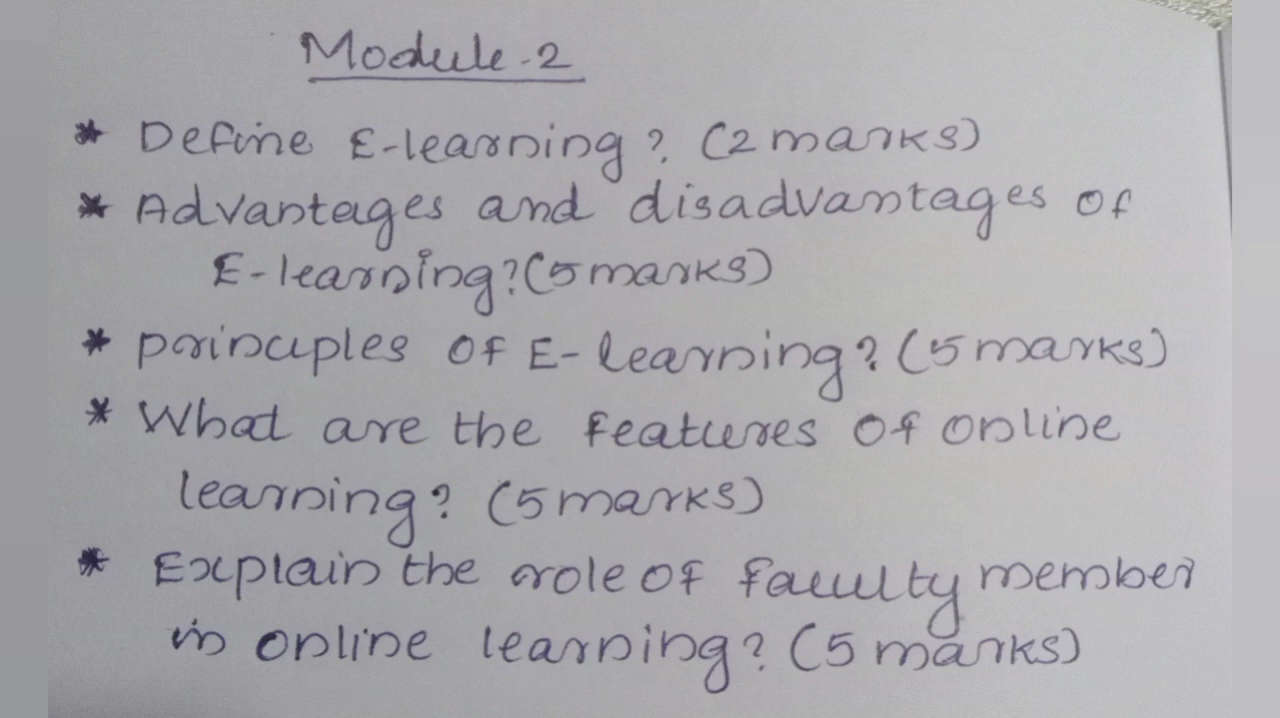 Module-2
* Define E-learning? (2 marks)
* Advantages and disadvantages of
E-learning? (5 marks)
* principles of E-learning? (5 marks)
* What are the features of online
learning? (5 marks)
* Explain the role of faculty member
in online learning? (5 marks)